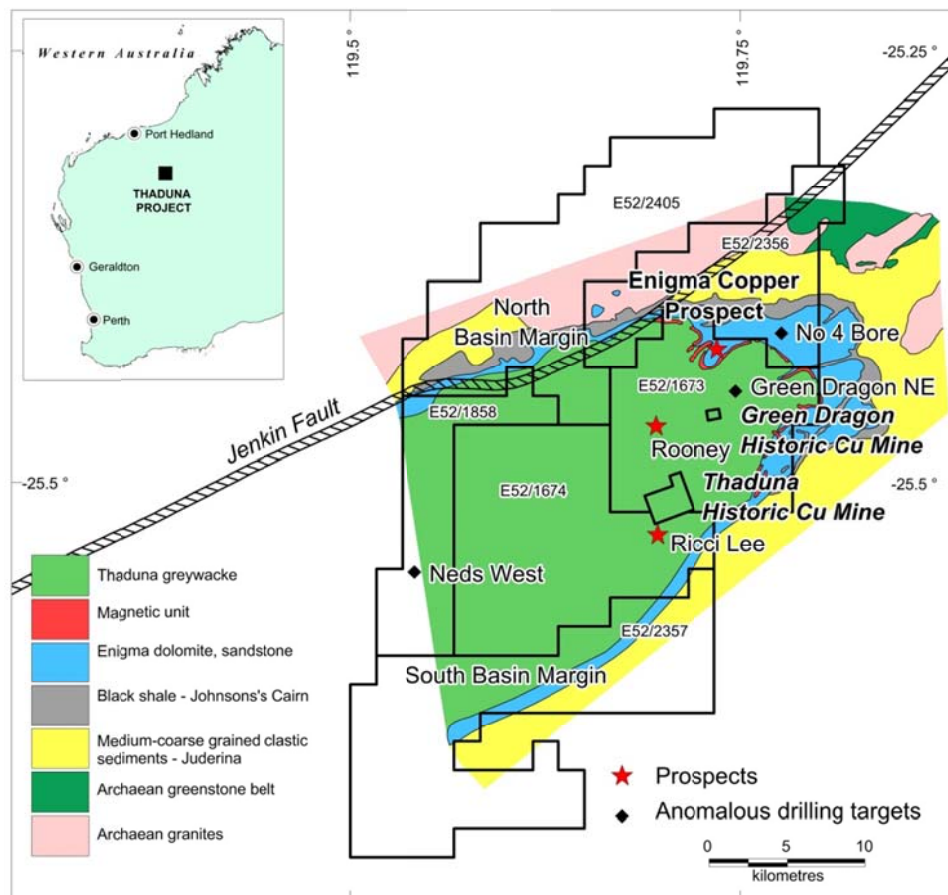 Western Australia
Port Hedland
THADUNA
PROJECT
Geraldton
Perth
119.5 °
119.75 °
-25.25 °
E52/2405
E52/2356
Enigma Copper
Prospect
North
Basin Margin
No 4 Bore
E52/1673
Green Dragon NE
E52/1858
Green Dragon
Historic Cu Mine
Jenkin Fault
Rooney
-25.5 °
-25.5 °
E52/1674
Thaduna
Historic Cu Mine
Ricci Lee
Neds West
E52/2357
South Basin Margin
Thaduna greywacke
Magnetic unit
Enigma dolomite, sandstone
Black shale - Johnsons's Cairn
Medium-coarse grained clastic
sediments - Juderina
Archaean greenstone belt
Archaean granites
Prospects
Anomalous drilling targets
0 2 4 6 8 10
kilometres